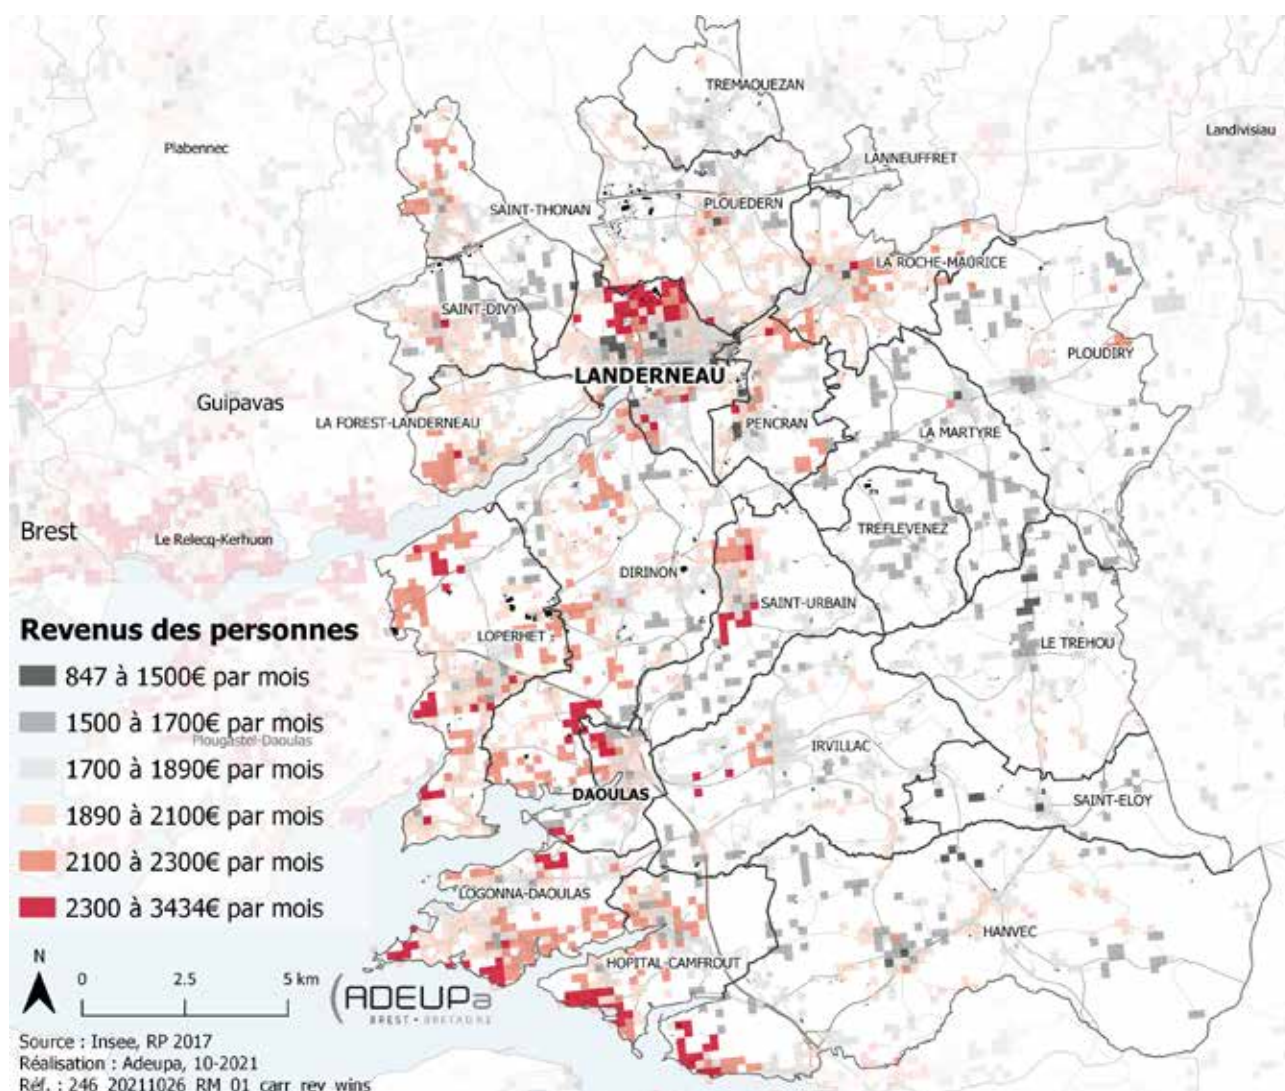 TREMAOUEZAN
Plabennec
Landivisiau
LANNEUFFRET
SAINT-THONAN
PLOUEDERN
LA ROCHE-MAURICE
SAINT-DIVY
PLOUDIRY
LANDERNEAU
Guipavas
LA FOREST-LANDERNEAU
PENCRAN
LA MARTYRE
Brest
Le Relecq-Kerhuon
TREFLEVENEZ
DIRINON
SAINT-URBAIN
LOPERHET
LE TREHOU
Revenus des personnes
847 à 1500€ par mois
1500 à 1700€ par mois
Plougastel-Daoulas
1700 à 1890€ par mois
1890 à 2100€ par mois
2100 à 2300€ par mois
2300 à 3434€ par mois
IRVILLAC
DAOULAS
SAINT-ELOY
LOGONNA-DAOULAS
HANVEC
HOPITAL-CAMFROUT
N
0 2.5 5 km
ADEUPa
BREST • BRETAGNE
Source : Insee, RP 2017
Réalisation : Adeupa, 10-2021
Réf. : 246_20211026_RM_01_carr_rev_wins